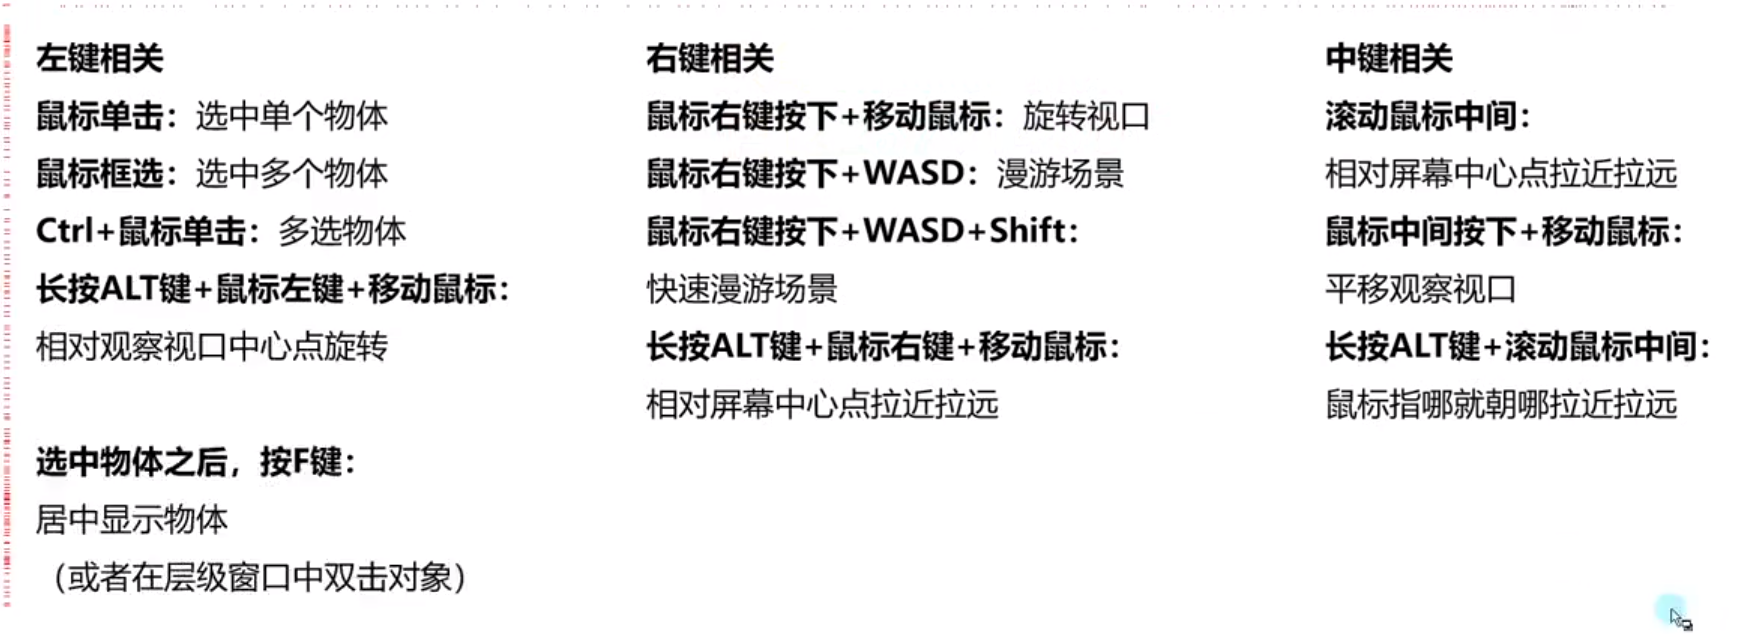 左键相关
鼠标单击：选中单个物体
鼠标框选：选中多个物体
Ctrl+鼠标单击：多选物体
长按ALT键+鼠标左键+移动鼠标：
相对观察视口中心点旋转
选中物体之后，按F键：
居中显示物体
（或者在层级窗口中双击对象）
右键相关
鼠标右键按下+移动鼠标：旋转视口
鼠标右键按下+WASD：漫游场景
鼠标右键按下+WASD+Shift：
快速漫游场景
长按ALT键+鼠标右键+移动鼠标：
相对屏幕中心点拉近拉远
中键相关
滚动鼠标中间：
相对屏幕中心点拉近拉远
鼠标中间按下+移动鼠标：
平移观察视口
长按ALT键+滚动鼠标中间：
鼠标指哪就朝哪拉近拉远